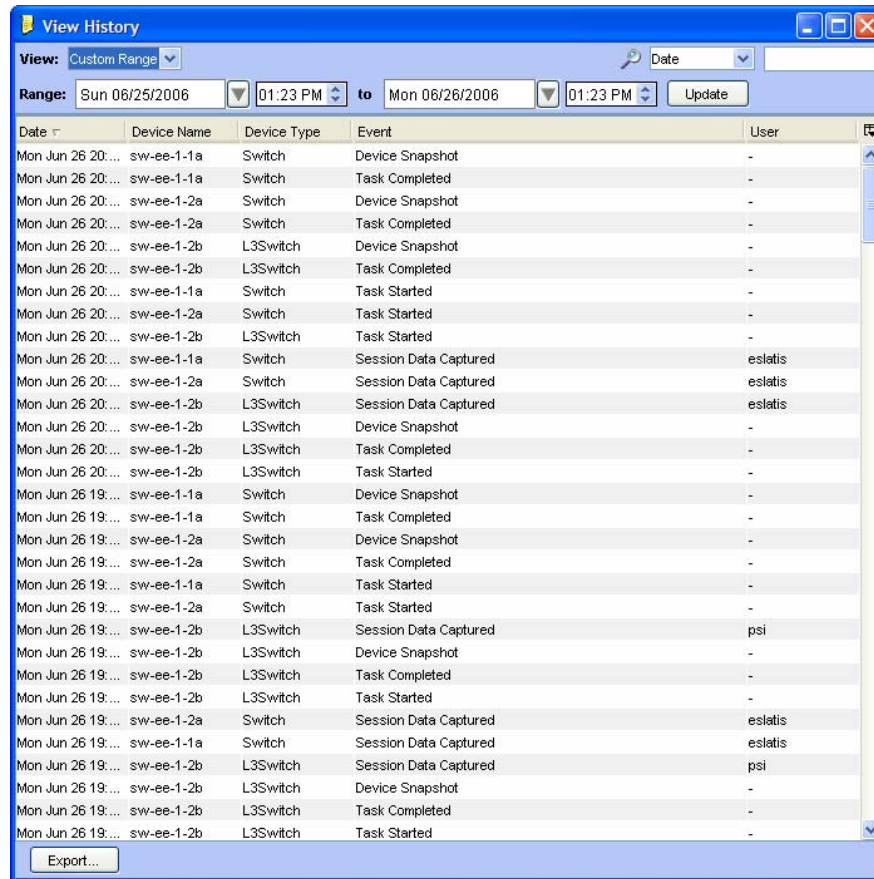 View History
View: Custom Range Date
Range: Sun 06/25/2006 01:23 PM to Mon 06/26/2006 01:23 PM Update
Date Device Name Device Type Event User
Mon Jun 26 20:... sw-ee-1-1a Switch Device Snapshot -
Mon Jun 26 20:... sw-ee-1-1a Switch Task Completed -
Mon Jun 26 20:... sw-ee-1-2a Switch Device Snapshot -
Mon Jun 26 20:... sw-ee-1-2a Switch Task Completed -
Mon Jun 26 20:... sw-ee-1-2b L3Switch Device Snapshot -
Mon Jun 26 20:... sw-ee-1-2b L3Switch Task Completed -
Mon Jun 26 20:... sw-ee-1-1a Switch Task Started -
Mon Jun 26 20:... sw-ee-1-2a Switch Task Started -
Mon Jun 26 20:... sw-ee-1-2b L3Switch Task Started -
Mon Jun 26 20:... sw-ee-1-1a Switch Session Data Captured eslatis
Mon Jun 26 20:... sw-ee-1-2a Switch Session Data Captured eslatis
Mon Jun 26 20:... sw-ee-1-2b L3Switch Session Data Captured eslatis
Mon Jun 26 20:... sw-ee-1-2b L3Switch Device Snapshot -
Mon Jun 26 20:... sw-ee-1-2b L3Switch Task Completed -
Mon Jun 26 20:... sw-ee-1-2b L3Switch Task Started -
Mon Jun 26 19:... sw-ee-1-1a Switch Device Snapshot -
Mon Jun 26 19:... sw-ee-1-1a Switch Task Completed -
Mon Jun 26 19:... sw-ee-1-2a Switch Device Snapshot -
Mon Jun 26 19:... sw-ee-1-2a Switch Task Completed -
Mon Jun 26 19:... sw-ee-1-1a Switch Task Started -
Mon Jun 26 19:... sw-ee-1-2a Switch Task Started -
Mon Jun 26 19:... sw-ee-1-2b L3Switch Session Data Captured psi
Mon Jun 26 19:... sw-ee-1-2b L3Switch Device Snapshot -
Mon Jun 26 19:... sw-ee-1-2b L3Switch Task Completed -
Mon Jun 26 19:... sw-ee-1-2b L3Switch Task Started -
Mon Jun 26 19:... sw-ee-1-2a Switch Session Data Captured eslatis
Mon Jun 26 19:... sw-ee-1-1a Switch Session Data Captured eslatis
Mon Jun 26 19:... sw-ee-1-2b L3Switch Session Data Captured psi
Mon Jun 26 19:... sw-ee-1-2b L3Switch Device Snapshot -
Mon Jun 26 19:... sw-ee-1-2b L3Switch Task Completed -
Mon Jun 26 19:... sw-ee-1-2b L3Switch Task Started -
Export...